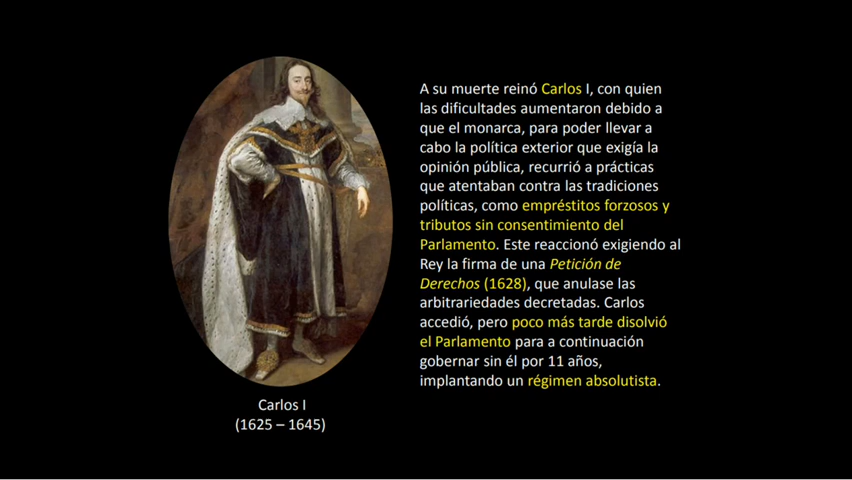 A su muerte reinó Carlos I, con quien
las dificultades aumentaron debido a
que el monarca, para poder llevar a
cabo la política exterior que exigía la
opinión pública, recurrió a prácticas
que atentaban contra las tradiciones
políticas, como empréstitos forzosos y
tributos sin consentimiento del
Parlamento. Este reaccionó exigiendo al
Rey la firma de una Petición de
Derechos (1628), que anulase las
arbitrariedades decretadas. Carlos
accedió, pero poco más tarde disolvió
el Parlamento para a continuación
gobernar sin él por 11 años,
implantando un régimen absolutista.
Carlos I
(1625 – 1645)